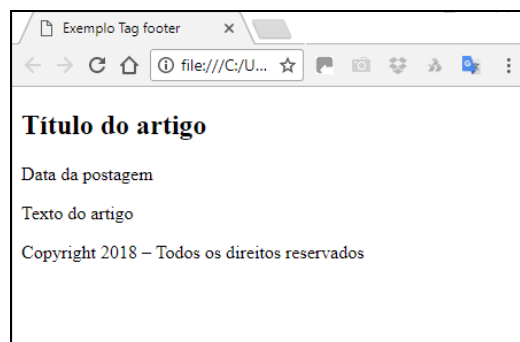 Exemplo Tag footer
file:///C:/U...
Título do artigo
Data da postagem
Texto do artigo
Copyright 2018 – Todos os direitos reservados